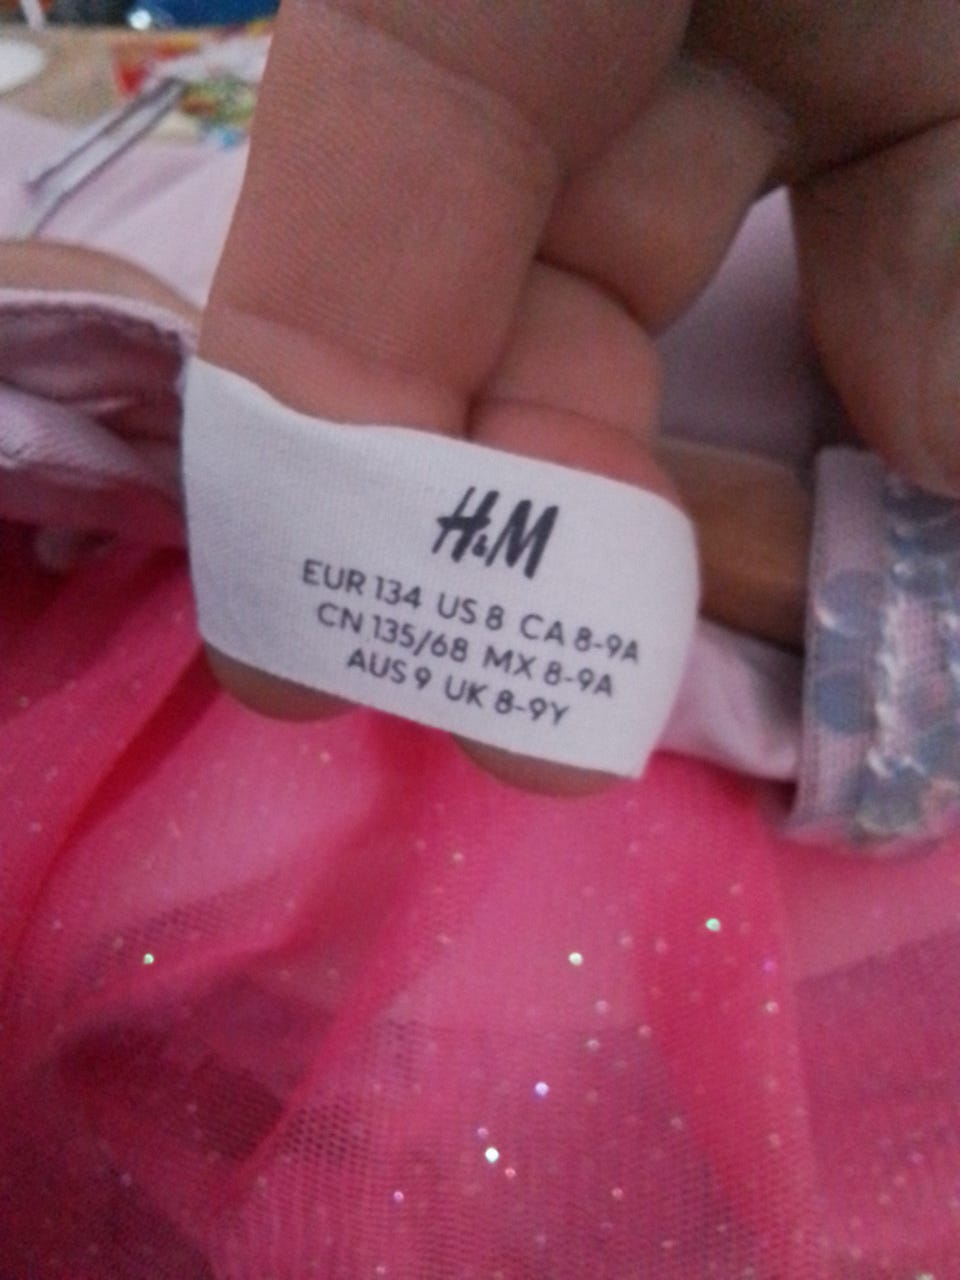 H&M
EUR 134 US 8 CA 8-9A
CN 135/68 MX 8-9A
AUS 9 UK 8-9Y